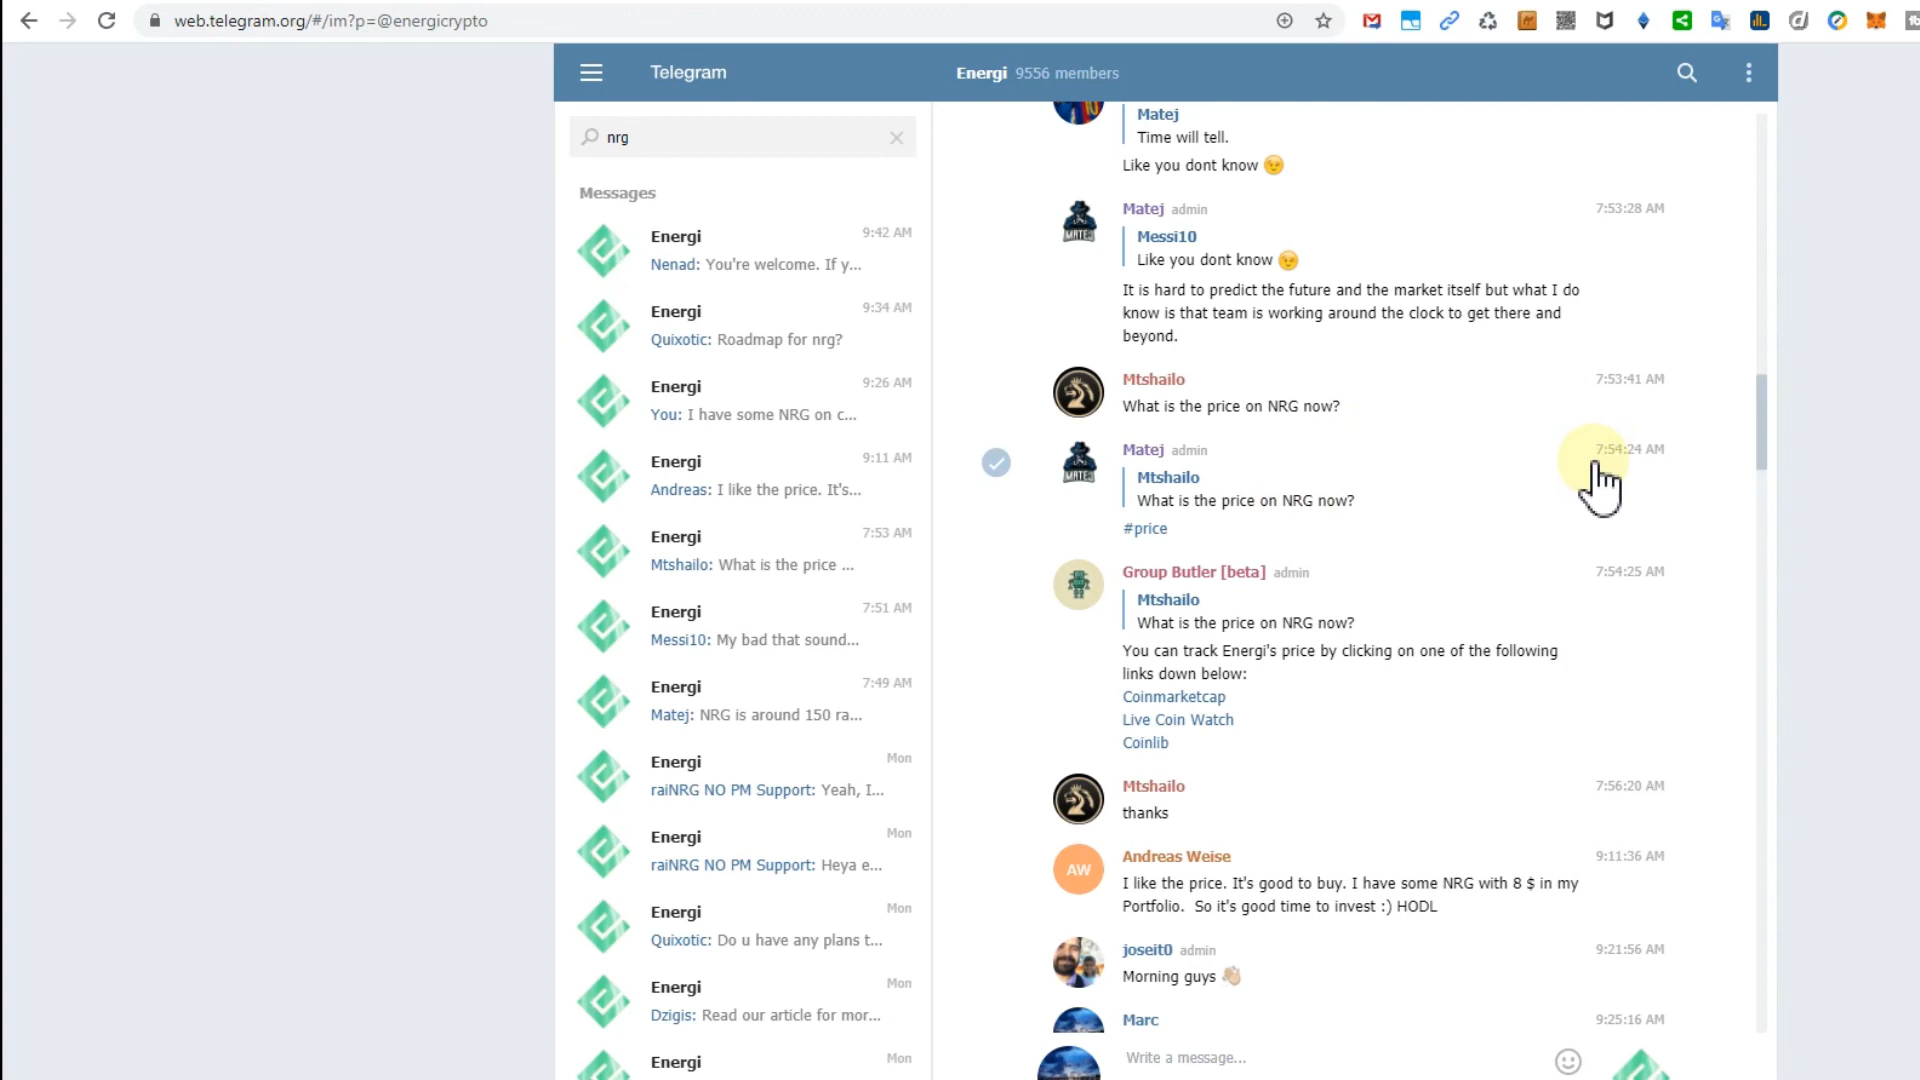 web.telegram.org/#/im?p=@energicrypto
Telegram
Energi 9556 members
nrg
Messages
Energi 9:42 AM
Nenad: You're welcome. If y...
Energi 9:34 AM
Quixotic: Roadmap for nrg?
Energi 9:26 AM
You: I have some NRG on c...
Energi 9:11 AM
Andreas: I like the price. It's...
Energi 7:53 AM
Mtshailo: What is the price ...
Energi 7:51 AM
Messi10: My bad that sound...
Energi 7:49 AM
Matej: NRG is around 150 ra...
Energi Mon
raiNRG NO PM Support: Yeah, I...
Energi Mon
raiNRG NO PM Support: Heya e...
Energi Mon
Quixotic: Do u have any plans t...
Energi Mon
Dzigis: Read our article for mor...
Energi Mon
Matej
Time will tell.
Like you dont know
Matej admin 7:53:28 AM
Messi10
Like you dont know
It is hard to predict the future and the market itself but what I do
know is that team is working around the clock to get there and
beyond.
Mtshailo 7:53:41 AM
What is the price on NRG now?
MATEJ
Matej admin 7:54:24 AM
Mtshailo
What is the price on NRG now?
#price
Group Butler [beta] admin 7:54:25 AM
Mtshailo
What is the price on NRG now?
You can track Energi's price by clicking on one of the following
links down below:
Coinmarketcap
Live Coin Watch
Coinlib
Mtshailo 7:56:20 AM
thanks
AW
Andreas Weise 9:11:36 AM
I like the price. It's good to buy. I have some NRG with 8 $ in my
Portfolio. So it's good time to invest :) HODL
joseit0 admin 9:21:56 AM
Morning guys
Marc 9:25:16 AM
Write a message...